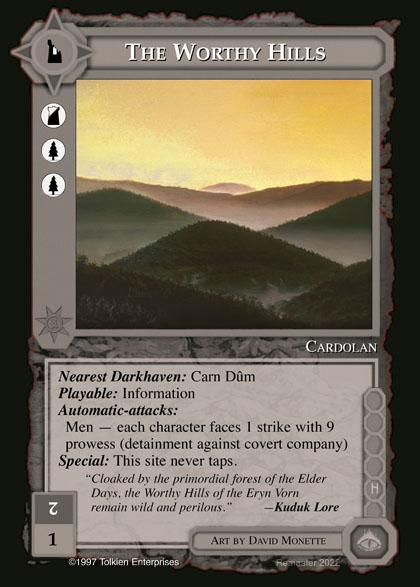 The Worthy Hills
Cardolan
Nearest Darkhaven: Carn Dûm
Playable: Information
Automatic-attacks:
Men — each character faces 1 strike with 9
prowess (detainment against covert company)
Special: This site never taps.
“Cloaked by the primordial forest of the Elder
Days, the Worthy Hills of the Eryn Vorn
remain wild and perilous.” –Kuduk Lore
2
1
H
Art by David Monette
©1997 Tolkien Enterprises
Remaster 2022